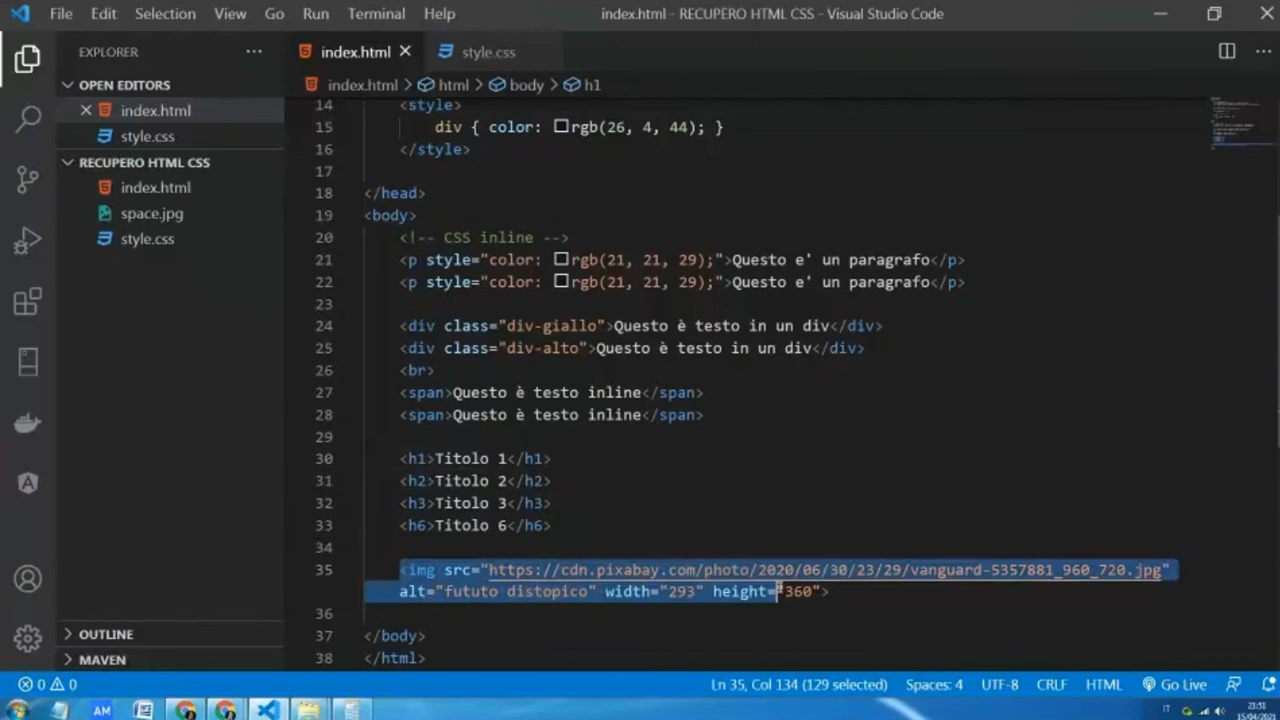 File Edit Selection View Go Run Terminal Help index.html - RECUPERO HTML CSS - Visual Studio Code
EXPLORER ··· index.html style.css
OPEN EDITORS
index.html
style.css
RECUPERO HTML CSS
index.html
space.jpg
style.css
OUTLINE
MAVEN
index.html > html > body > h1
14 <style>
15 div { color: rgb(26, 4, 44); }
16 </style>
17
18 </head>
19 <body>
20 <!-- CSS inline -->
21 <p style="color: rgb(21, 21, 29);">Questo e' un paragrafo</p>
22 <p style="color: rgb(21, 21, 29);">Questo e' un paragrafo</p>
23
24 <div class="div-giallo">Questo è testo in un div</div>
25 <div class="div-alto">Questo è testo in un div</div>
26 <br>
27 <span>Questo è testo inline</span>
28 <span>Questo è testo inline</span>
29
30 <h1>Titolo 1</h1>
31 <h2>Titolo 2</h2>
32 <h3>Titolo 3</h3>
33 <h6>Titolo 6</h6>
34
35 <img src="https://cdn.pixabay.com/photo/2020/06/30/23/29/vanguard-5357881_960_720.jpg"
alt="fututo distopico" width="293" height="360">
36
37 </body>
38 </html>
0 0 Ln 35, Col 134 (129 selected) Spaces: 4 UTF-8 CRLF HTML Go Live
AM IT 21:51
15/04/2021